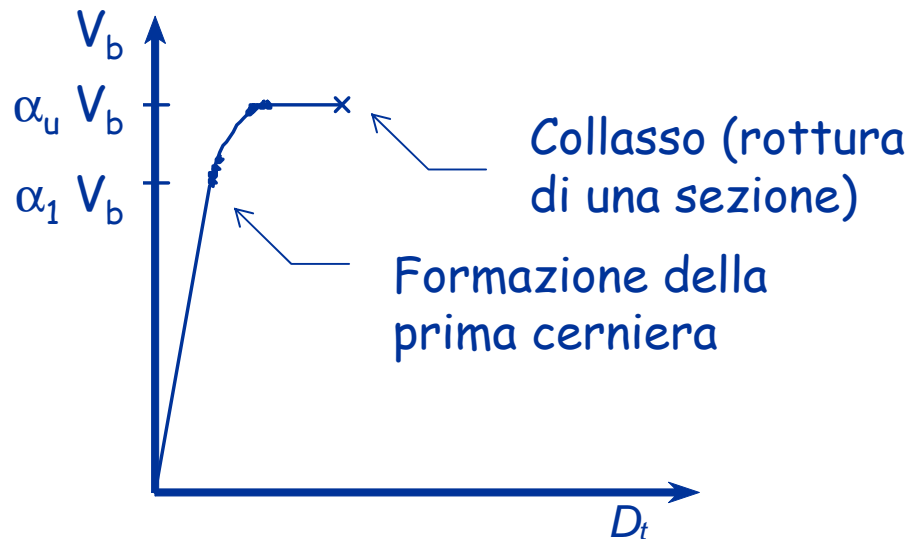 V_b
α_u V_b
α_1 V_b
Collasso (rottura
di una sezione)
Formazione della
prima cerniera
D_t